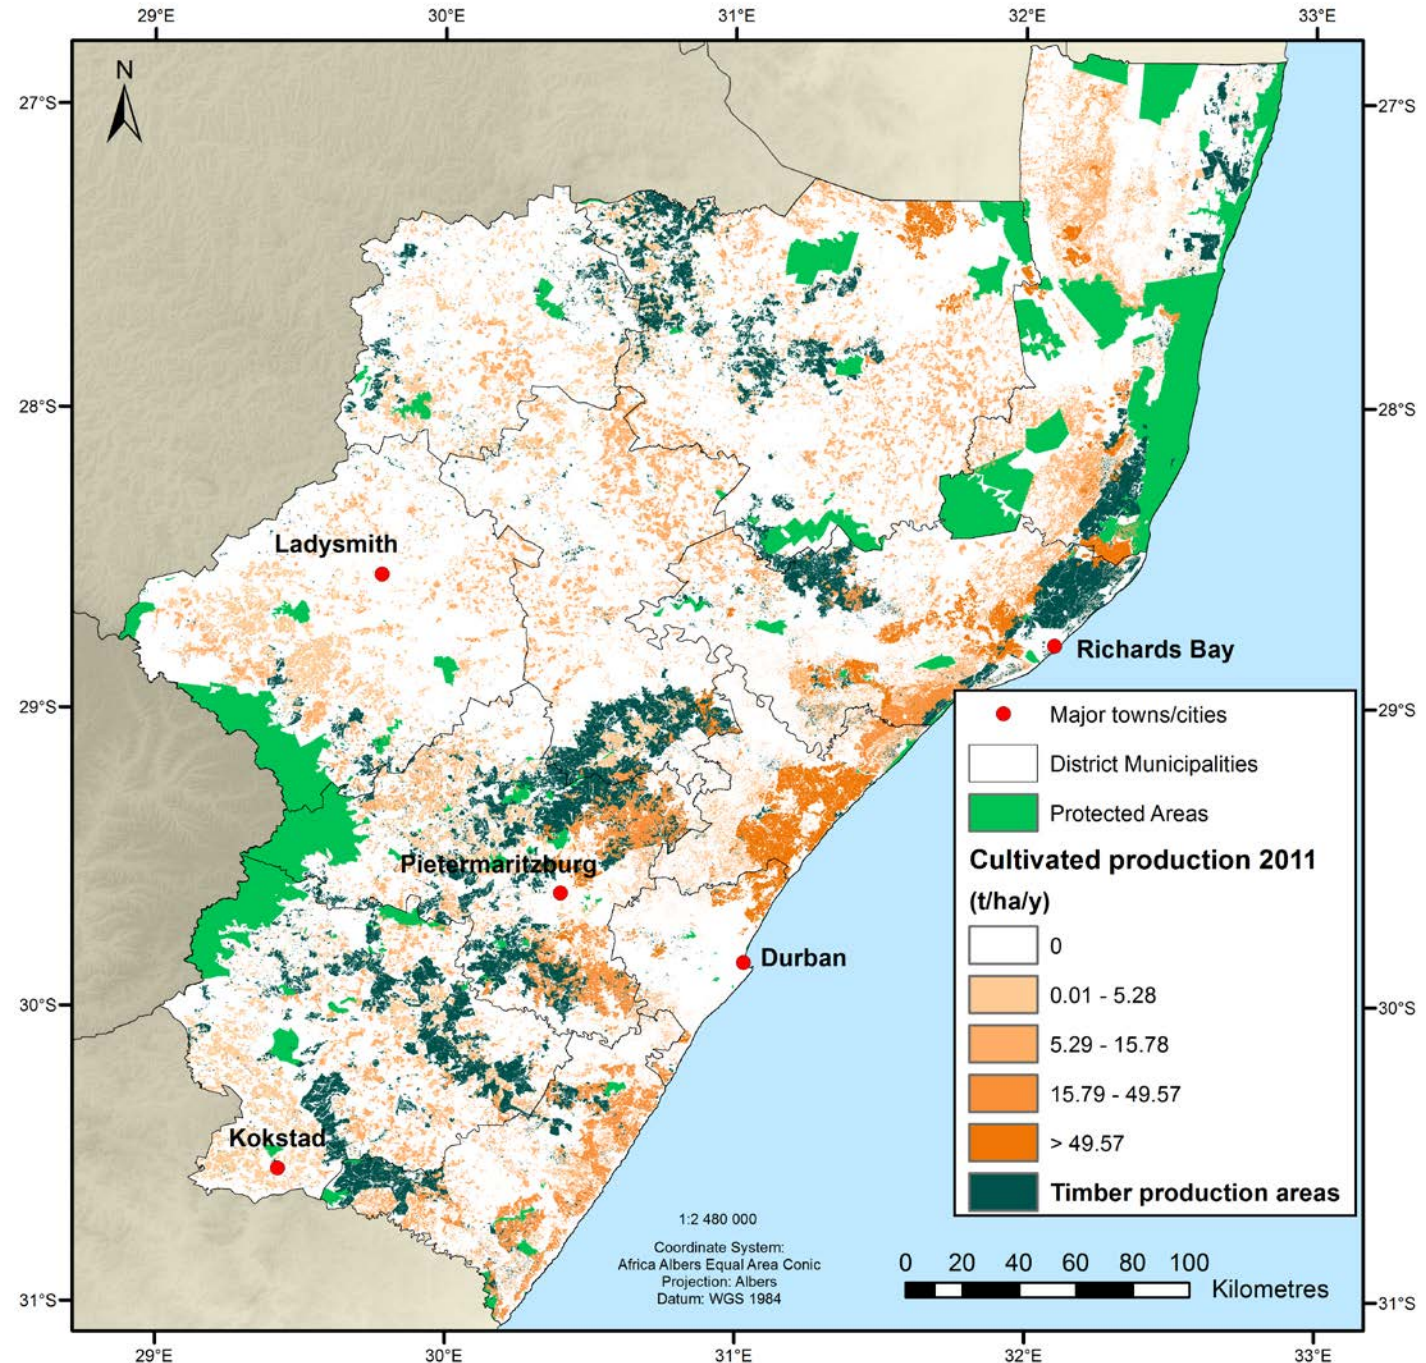 29°E 30°E 31°E 32°E 33°E
N
27°S 27°S
28°S 28°S
Ladysmith
Richards Bay
29°S 29°S
Major towns/cities
District Municipalities
Protected Areas
Cultivated production 2011
(t/ha/y)
0
0.01 - 5.28
5.29 - 15.78
15.79 - 49.57
> 49.57
Timber production areas
Pietermaritzburg
Durban
30°S 30°S
Kokstad
1:2 480 000
Coordinate System:
Africa Albers Equal Area Conic
Projection: Albers
Datum: WGS 1984
0 20 40 60 80 100
Kilometres
31°S 31°S
29°E 30°E 31°E 32°E 33°E